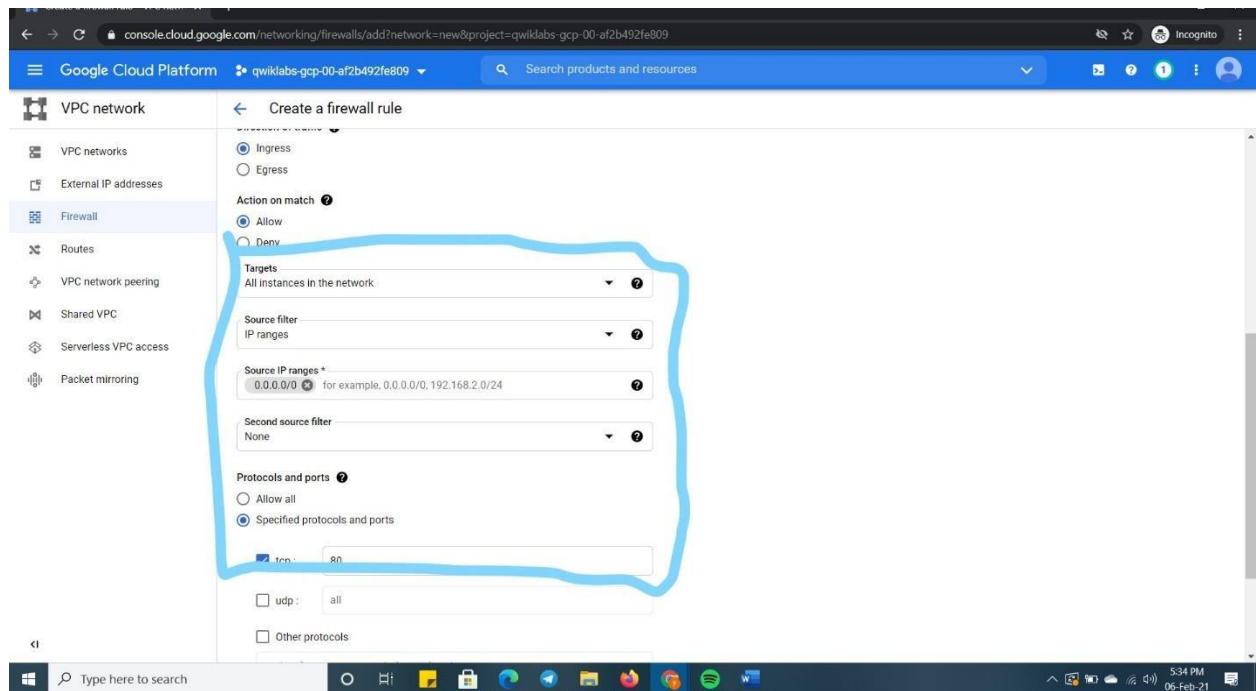 console.cloud.google.com/networking/firewalls/add?network=new&project=qwiklabs-gcp-00-af2b492fe809
Incognito
Google Cloud Platform
qwiklabs-gcp-00-af2b492fe809
Search products and resources
1
VPC network
Create a firewall rule
VPC networks
External IP addresses
Firewall
Routes
VPC network peering
Shared VPC
Serverless VPC access
Packet mirroring
Direction of traffic
Ingress
Egress
Action on match
Allow
Deny
Targets
All instances in the network
Source filter
IP ranges
Source IP ranges *
0.0.0.0/0 for example, 0.0.0.0/0, 192.168.2.0/24
Second source filter
None
Protocols and ports
Allow all
Specified protocols and ports
tcp : 80
udp : all
Other protocols
Type here to search
5:34 PM
06-Feb-21